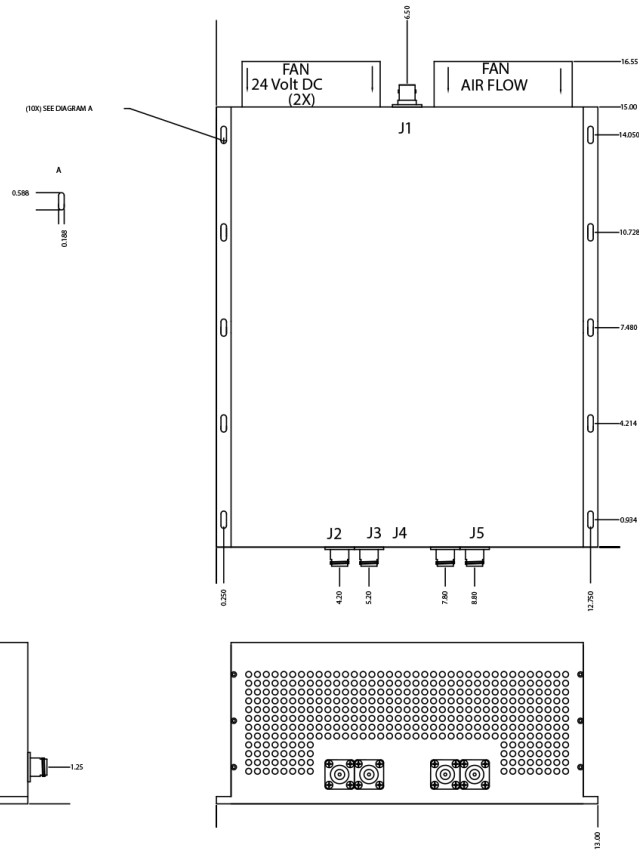 6.50
16.55
FAN
24 Volt DC
(2X)
FAN
AIR FLOW
(10X) SEE DIAGRAM A
15.00
J1
14.050
A
0.588
0.188
10.728
7.480
4.214
0.934
J2 J3 J4 J5
0.250
4.20
5.20
7.80
8.80
12.750
1.25
13.00